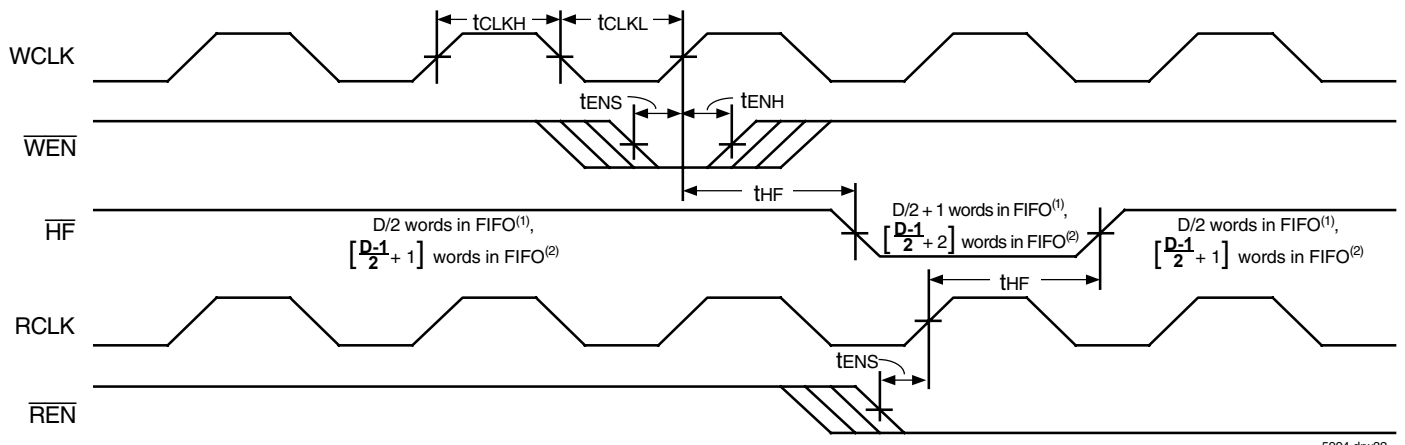 tCLKH
tCLKL
WCLK
tENS
tENH
WEN
tHF
HF
D/2 words in FIFO(1),
[D-1/2 + 1] words in FIFO(2)
D/2 + 1 words in FIFO(1),
[D-1/2 + 2] words in FIFO(2)
D/2 words in FIFO(1),
[D-1/2 + 1] words in FIFO(2)
tHF
RCLK
tENS
REN